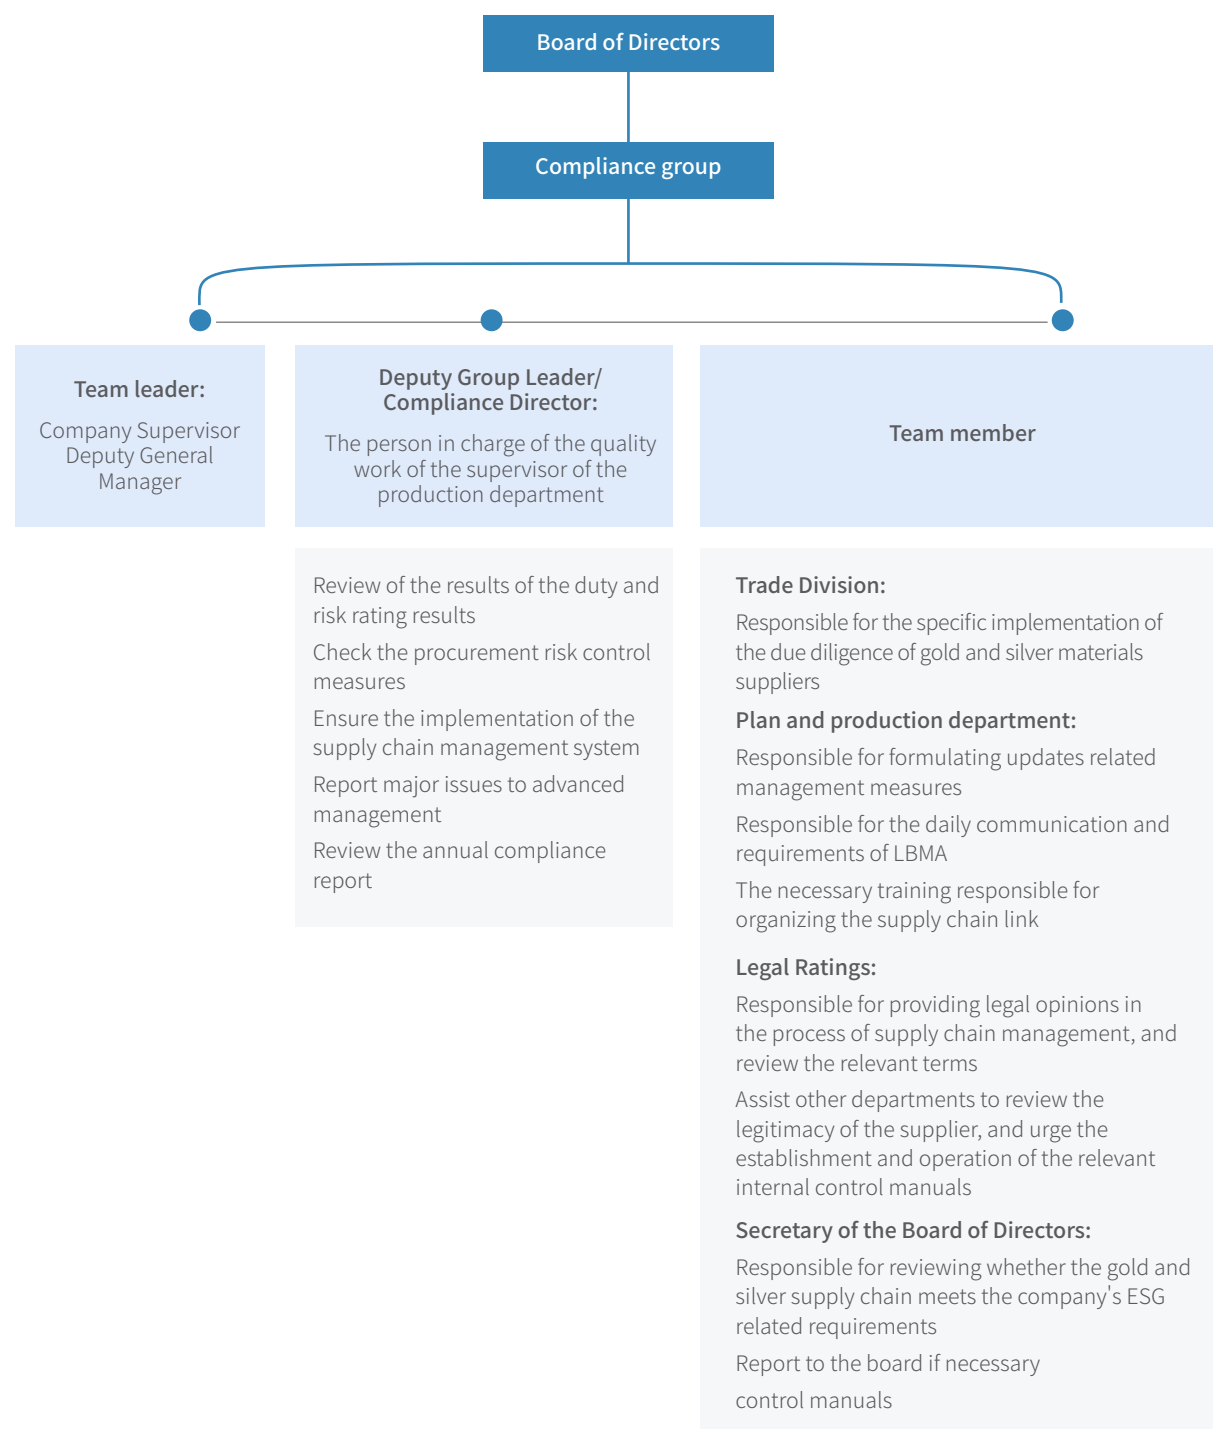 Board of Directors
Compliance group
Team leader:
Company Supervisor
Deputy General
Manager
Deputy Group Leader/
Compliance Director:
The person in charge of the quality
work of the supervisor of the
production department
Team member
Review of the results of the duty and
risk rating results
Check the procurement risk control
measures
Ensure the implementation of the
supply chain management system
Report major issues to advanced
management
Review the annual compliance
report
Trade Division:
Responsible for the specific implementation of
the due diligence of gold and silver materials
suppliers
Plan and production department:
Responsible for formulating updates related
management measures
Responsible for the daily communication and
requirements of LBMA
The necessary training responsible for
organizing the supply chain link
Legal Ratings:
Responsible for providing legal opinions in
the process of supply chain management, and
review the relevant terms
Assist other departments to review the
legitimacy of the supplier, and urge the
establishment and operation of the relevant
internal control manuals
Secretary of the Board of Directors:
Responsible for reviewing whether the gold and
silver supply chain meets the company's ESG
related requirements
Report to the board if necessary
control manuals